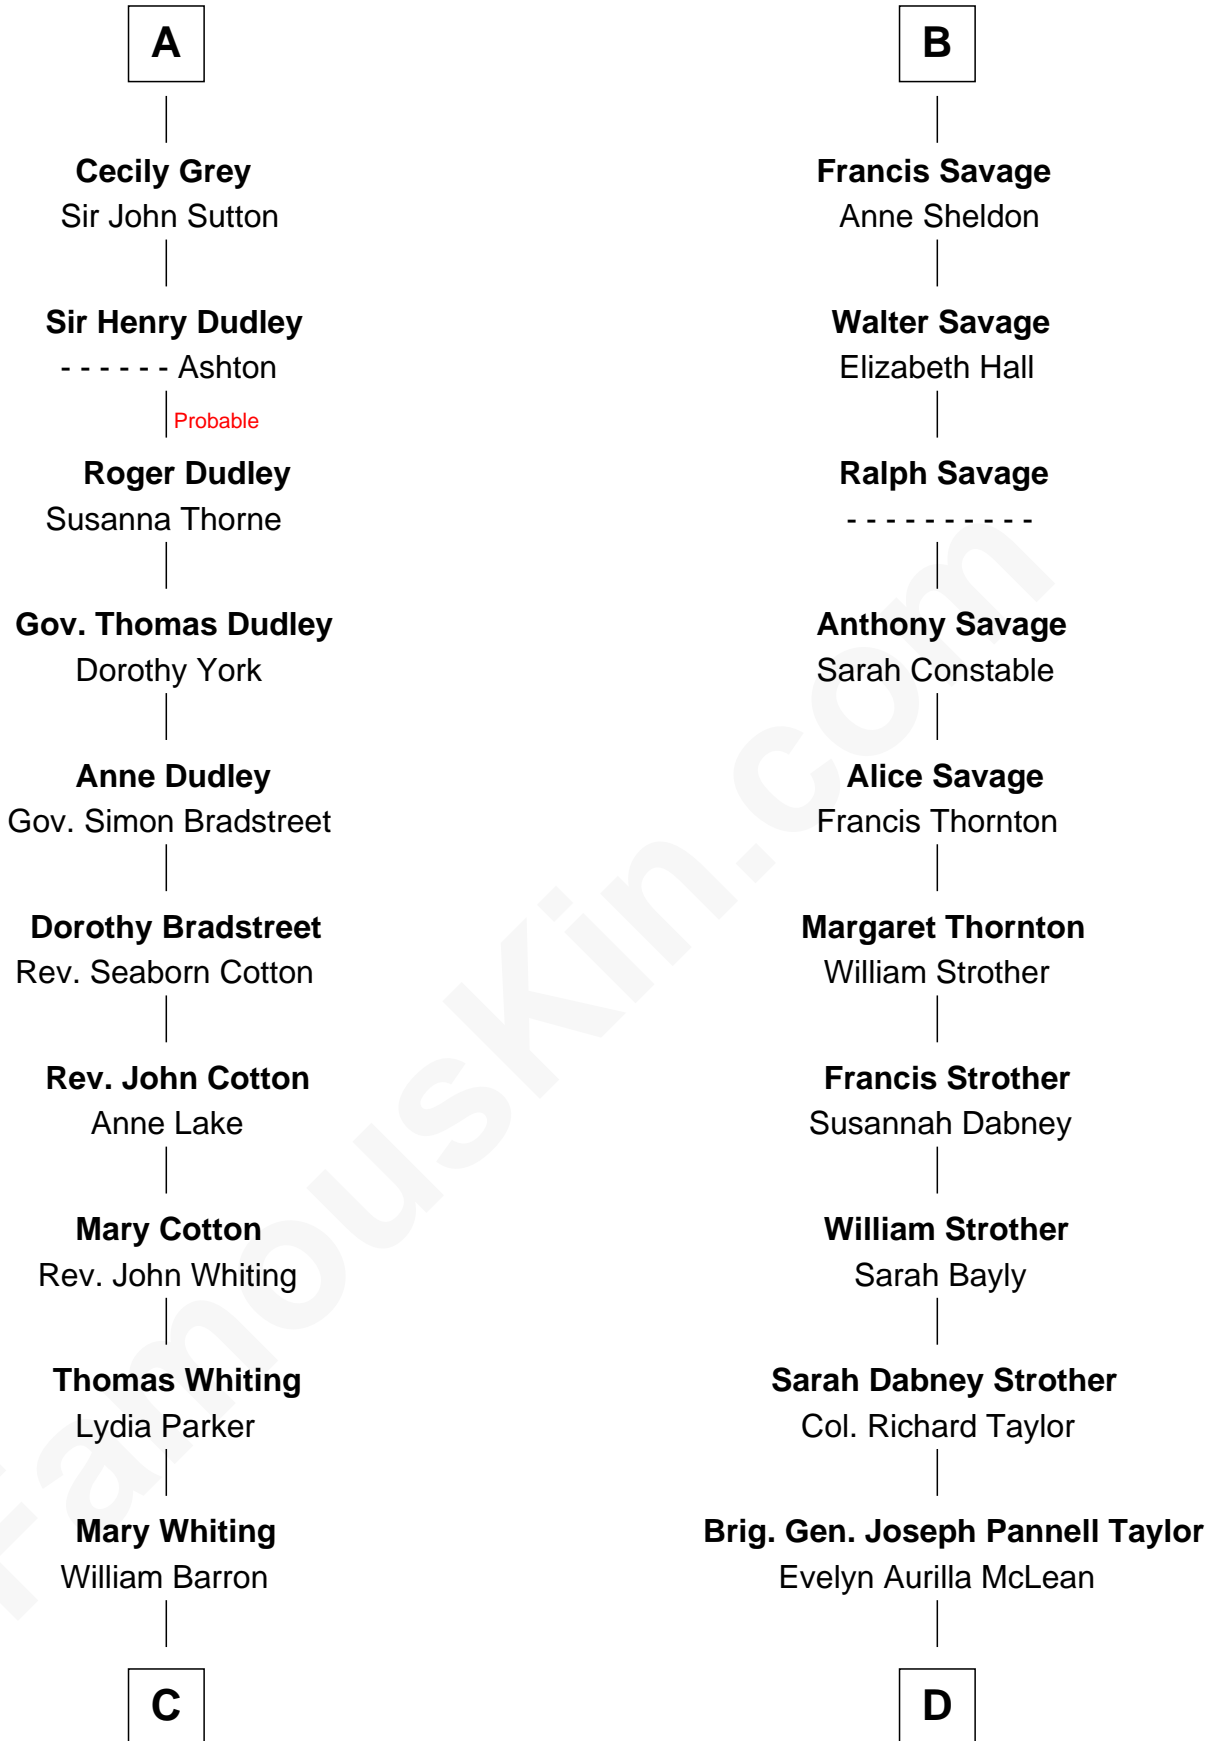 A
Cecily Grey
Sir John Sutton
Sir Henry Dudley
- - - - - - Ashton
Probable
Roger Dudley
Susanna Thorne
Gov. Thomas Dudley
Dorothy York
Anne Dudley
Gov. Simon Bradstreet
Dorothy Bradstreet
Rev. Seaborn Cotton
Rev. John Cotton
Anne Lake
Mary Cotton
Rev. John Whiting
Thomas Whiting
Lydia Parker
Mary Whiting
William Barron
C
B
Francis Savage
Anne Sheldon
Walter Savage
Elizabeth Hall
Ralph Savage
- - - - - - - - - -
Anthony Savage
Sarah Constable
Alice Savage
Francis Thornton
Margaret Thornton
William Strother
Francis Strother
Susannah Dabney
William Strother
Sarah Bayly
Sarah Dabney Strother
Col. Richard Taylor
Brig. Gen. Joseph Pannell Taylor
Evelyn Aurilla McLean
D
FamousKin.com